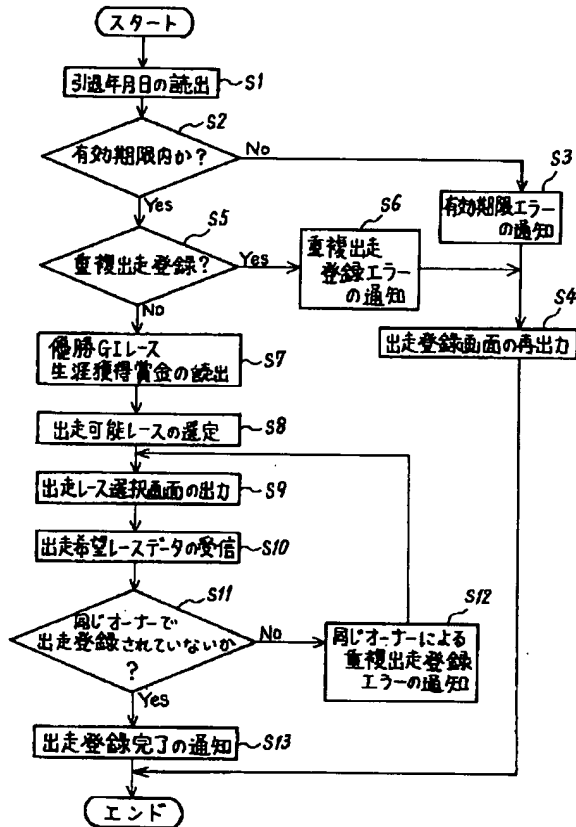 スタート
引退年月日の読出
S1
有効期限内か?
S2
No
Yes
有効期限エラー
の通知
S3
重複出走登録?
S5
Yes
No
重複出走
登録エラー
の通知
S6
出走登録画面の再出力
S4
優勝GIレース
生涯獲得賞金の読出
S7
出走可能レースの選定
S8
出走レース選択画面の出力
S9
出走希望レースデータの受信
S10
同じオーナーで
出走登録されていないか
?
S11
No
Yes
同じオーナーによる
重複出走登録
エラーの通知
S12
出走登録完了の通知
S13
エンド